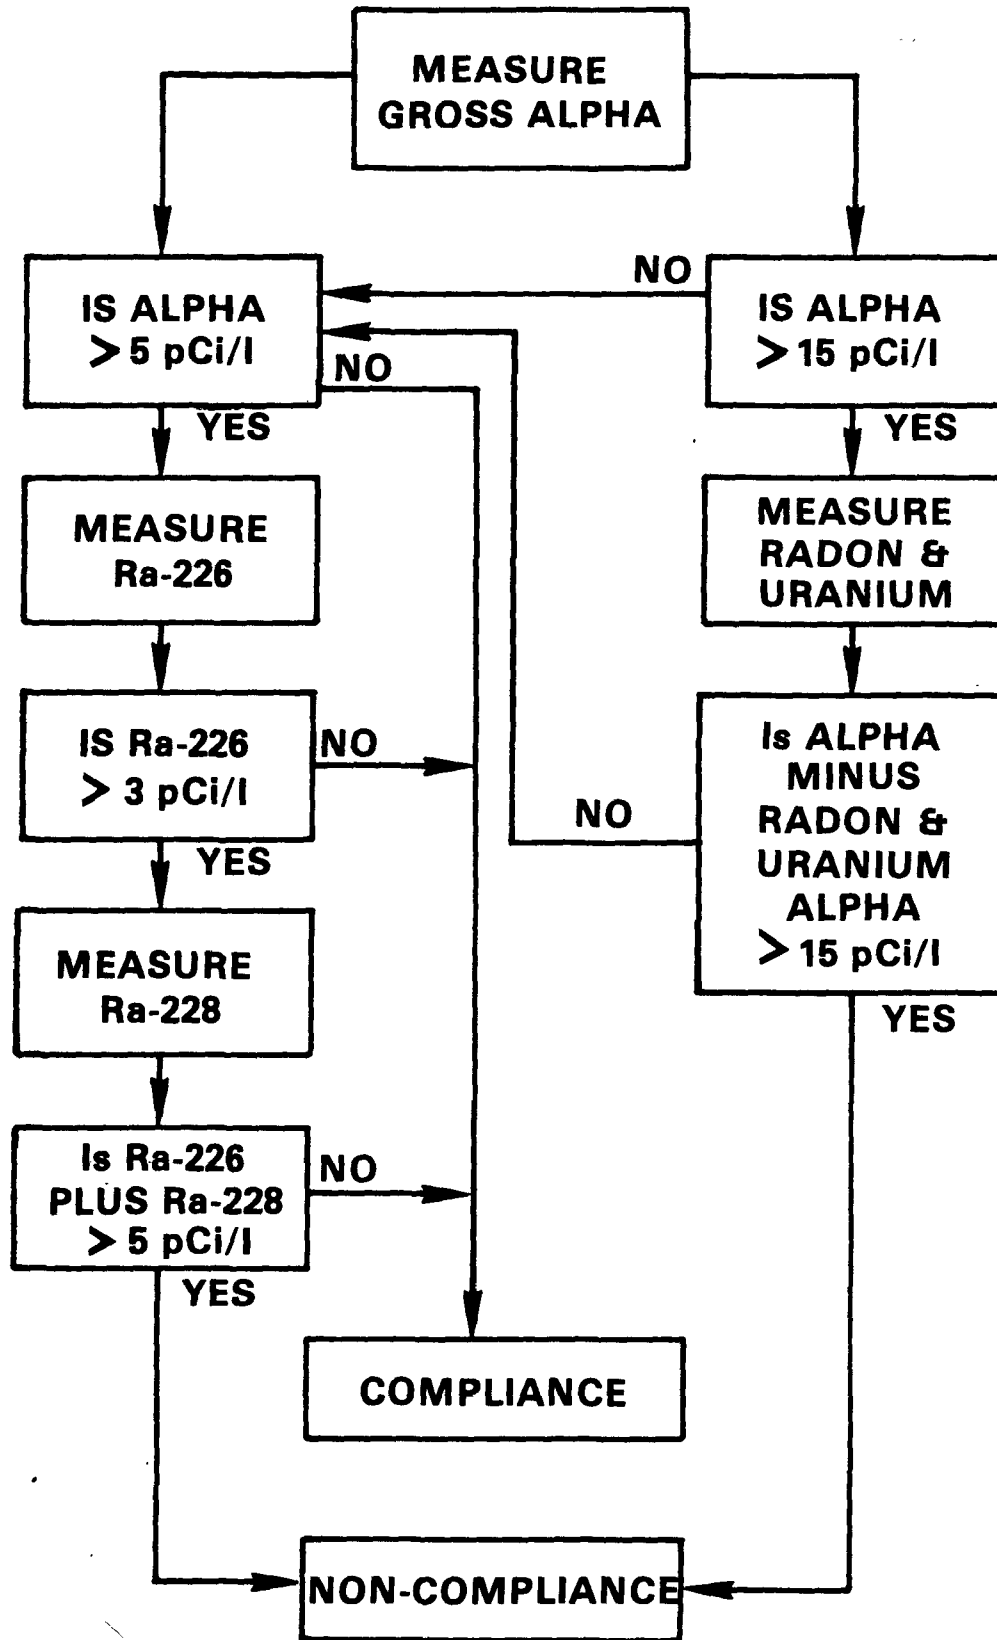 MEASURE
GROSS ALPHA
NO
IS ALPHA
> 5 pCi/l
NO
YES
IS ALPHA
> 15 pCi/l
YES
MEASURE
Ra-226
MEASURE
RADON &
URANIUM
IS Ra-226
> 3 pCi/l
NO
YES
Is ALPHA
MINUS
RADON &
URANIUM
ALPHA
> 15 pCi/l
NO
YES
MEASURE
Ra-228
Is Ra-226
PLUS Ra-228
> 5 pCi/l
NO
YES
COMPLIANCE
NON-COMPLIANCE